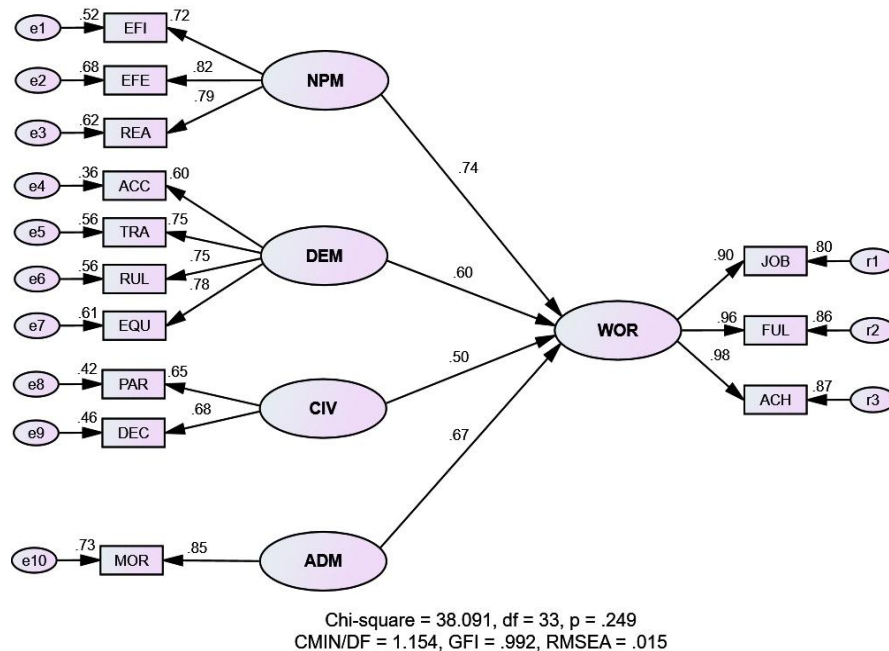 e1 .52 EFI .72
e2 .68 EFE .82 NPM
e3 .62 REA .79
.74
e4 .36 ACC .60
e5 .56 TRA .75 DEM
e6 .56 RUL .75
e7 .61 EQU .78
.60
.90 JOB .80 r1
WOR .96 FUL .86 r2
.98 ACH .87 r3
e8 .42 PAR .65
.50
e9 .46 DEC .68 CIV
.67
e10 .73 MOR .85 ADM
Chi-square = 38.091, df = 33, p = .249
CMIN/DF = 1.154, GFI = .992, RMSEA = .015